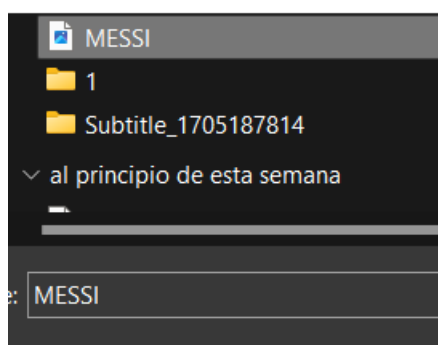 MESSI
1
Subtitle_1705187814
al principio de esta semana
e: MESSI